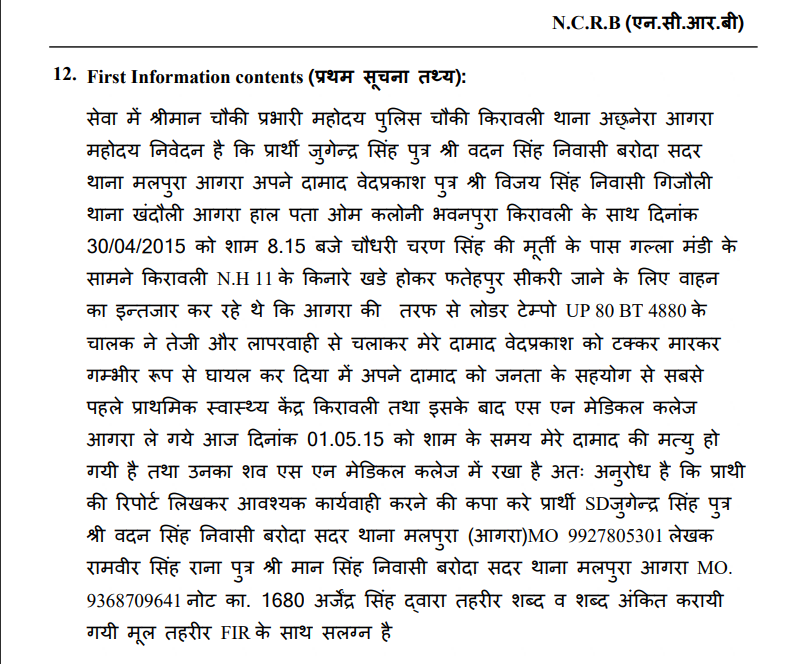 N.C.R.B (एन.सी.आर.बी)
12. First Information contents (प्रथम सूचना तथ्य):
सेवा में श्रीमान चौकी प्रभारी महोदय पुलिस चौकी किरावली थाना अछ्नेरा आगरा
महोदय निवेदन है कि प्रार्थी जुगेन्द्र सिंह पुत्र श्री वदन सिंह निवासी बरोदा सदर
थाना मलपुरा आगरा अपने दामाद वेदप्रकाश पुत्र श्री विजय सिंह निवासी गिजौली
थाना खंदौली आगरा हाल पता ओम कलोनी भवनपुरा किरावली के साथ दिनांक
30/04/2015 को शाम 8.15 बजे चौधरी चरण सिंह की मूर्ती के पास गल्ला मंडी के
सामने किरावली N.H 11 के किनारे खडे होकर फतेहपुर सीकरी जाने के लिए वाहन
का इन्तजार कर रहे थे कि आगरा की तरफ से लोडर टेम्पो UP 80 BT 4880 के
चालक ने तेजी और लापरवाही से चलाकर मेरे दामाद वेदप्रकाश को टक्कर मारकर
गम्भीर रूप से घायल कर दिया में अपने दामाद को जनता के सहयोग से सबसे
पहले प्राथमिक स्वास्थ्य केंद्र किरावली तथा इसके बाद एस एन मेडिकल कलेज
आगरा ले गये आज दिनांक 01.05.15 को शाम के समय मेरे दामाद की मत्यु हो
गयी है तथा उनका शव एस एन मेडिकल कलेज में रखा है अतः अनुरोध है कि प्राथी
की रिपोर्ट लिखकर आवश्यक कार्यवाही करने की कपा करे प्रार्थी SDजुगेन्द्र सिंह पुत्र
श्री वदन सिंह निवासी बरोदा सदर थाना मलपुरा (आगरा)MO 9927805301 लेखक
रामवीर सिंह राना पुत्र श्री मान सिंह निवासी बरोदा सदर थाना मलपुरा आगरा MO.
9368709641 नोट का. 1680 अर्जेंद्र सिंह द्वारा तहरीर शब्द व शब्द अंकित करायी
गयी मूल तहरीर FIR के साथ सलग्न है